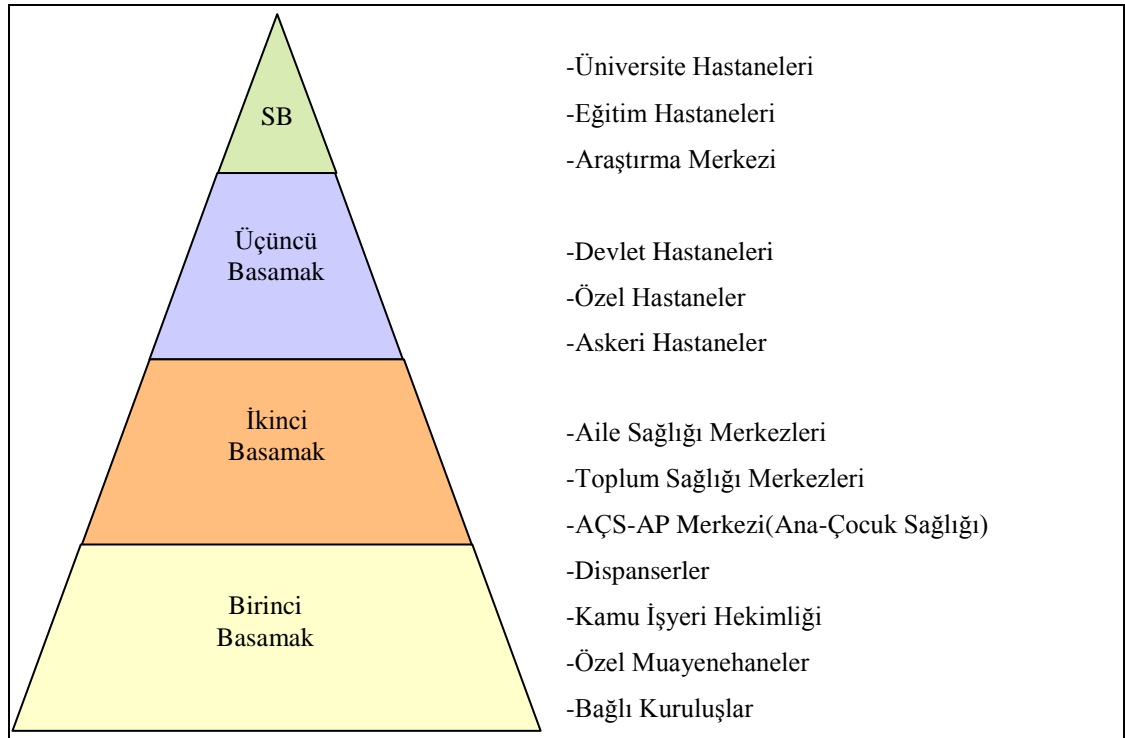 SB
Üçüncü
Basamak
İkinci
Basamak
Birinci
Basamak
-Üniversite Hastaneleri
-Eğitim Hastaneleri
-Araştırma Merkezi
-Devlet Hastaneleri
-Özel Hastaneler
-Askeri Hastaneler
-Aile Sağlığı Merkezleri
-Toplum Sağlığı Merkezleri
-AÇS-AP Merkezi(Ana-Çocuk Sağlığı)
-Dispanserler
-Kamu İşyeri Hekimliği
-Özel Muayenehaneler
-Bağlı Kuruluşlar